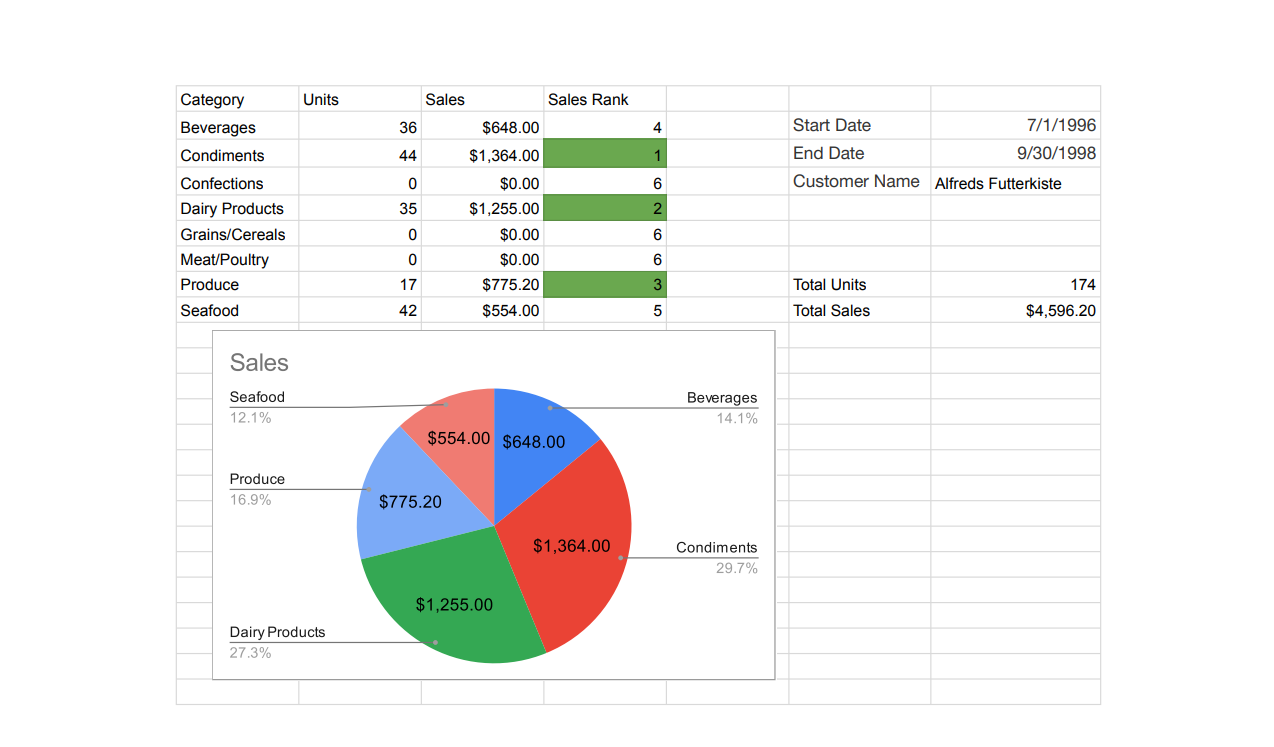 Category Units Sales Sales Rank
Beverages 36 $648.00 4 Start Date 7/1/1996
Condiments 44 $1,364.00 1 End Date 9/30/1998
Confections 0 $0.00 6 Customer Name Alfreds Futterkiste
Dairy Products 35 $1,255.00 2
Grains/Cereals 0 $0.00 6
Meat/Poultry 0 $0.00 6
Produce 17 $775.20 3 Total Units 174
Seafood 42 $554.00 5 Total Sales $4,596.20
Sales
Seafood Beverages
12.1% 14.1%
$554.00 $648.00
Produce
16.9% $775.20
$1,364.00 Condiments
29.7%
$1,255.00
Dairy Products
27.3%